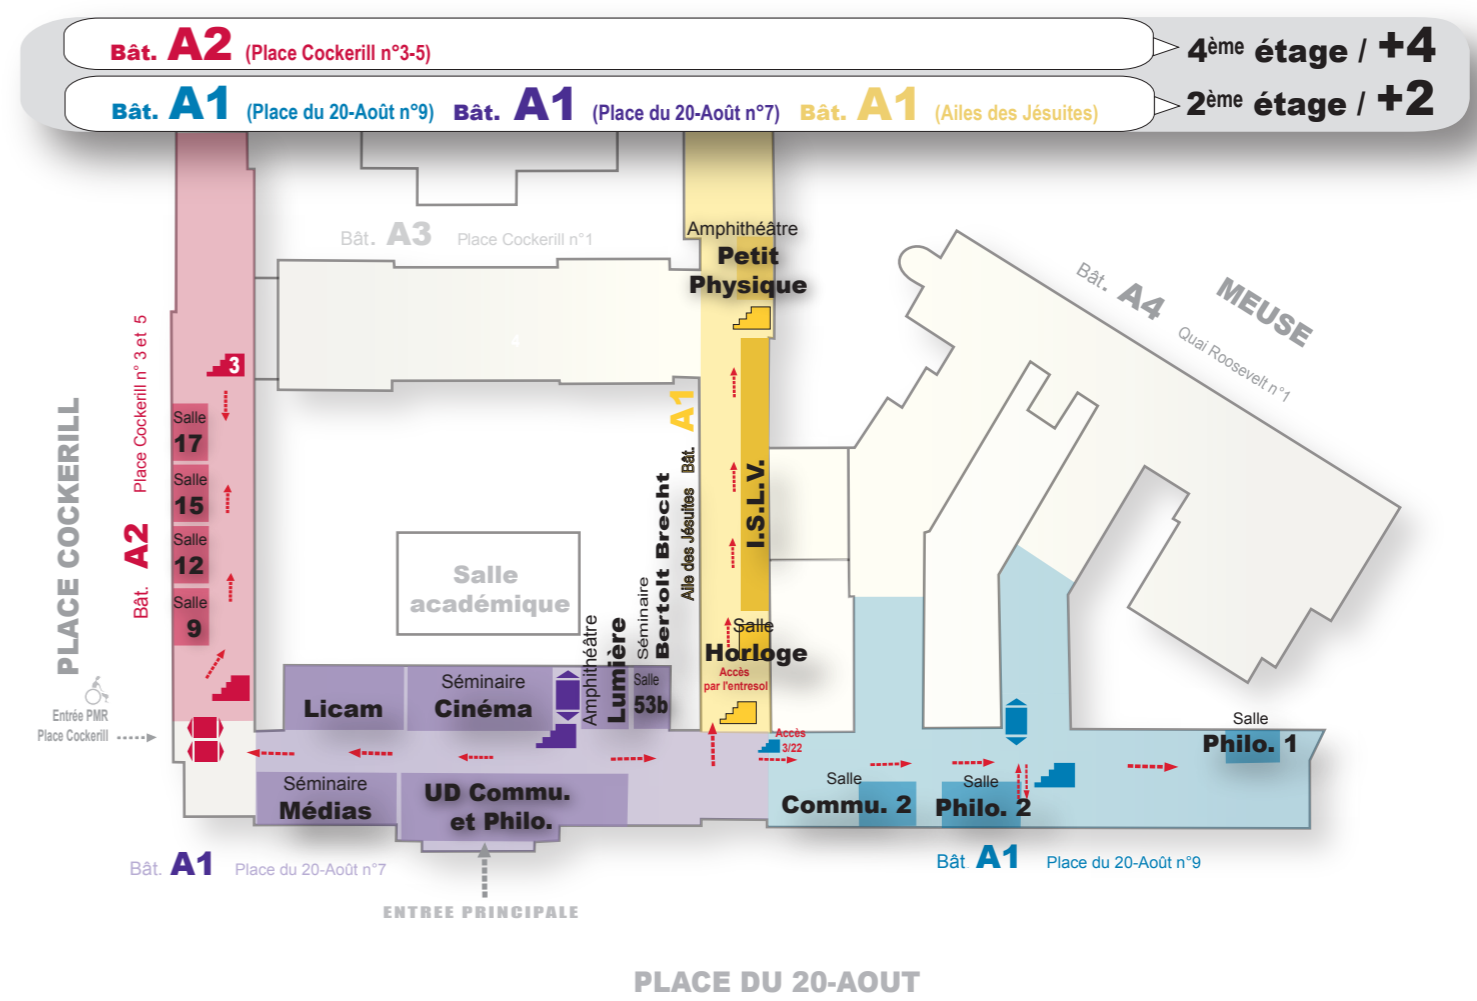 Bât. A2 (Place Cockerill n°3-5)
4ème étage / +4
Bât. A1 (Place du 20-Août n°9) Bât. A1 (Place du 20-Août n°7) Bât. A1 (Ailes des Jésuites)
2ème étage / +2
Bât. A3 Place Cockerill n°1
Amphithéâtre
Petit
Physique
Bât. A4
Quai Roosevelt n°1
MEUSE
4
3
PLACE COCKERILL
Bât. A2 Place Cockerill n° 3 et 5
Salle
17
Salle
15
Salle
12
Salle
9
Salle
académique
Aile des Jésuites Bât. A1
I.S.L.V.
Salle
Horloge
Accès
par l'entresol
Amphithéâtre
Lumière
Séminaire
Bertolt Brecht
Salle
53b
Licam
Séminaire
Cinéma
Entrée PMR
Place Cockerill
Séminaire
Médias
UD Commu.
et Philo.
Accès
3/22
Salle
Commu. 2
Salle
Philo. 2
Salle
Philo. 1
Bât. A1 Place du 20-Août n°7
Bât A1 Place du 20-Août n°9
ENTREE PRINCIPALE
PLACE DU 20-AOUT